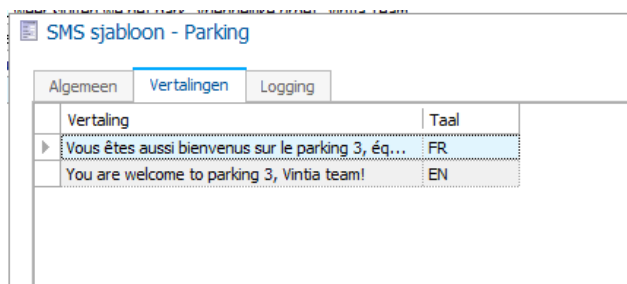 SMS sjabloon - Parking
Algemeen Vertalingen Logging
Vertaling Taal
Vous êtes aussi bienvenus sur le parking 3, éq... FR
You are welcome to parking 3, Vintia team! EN